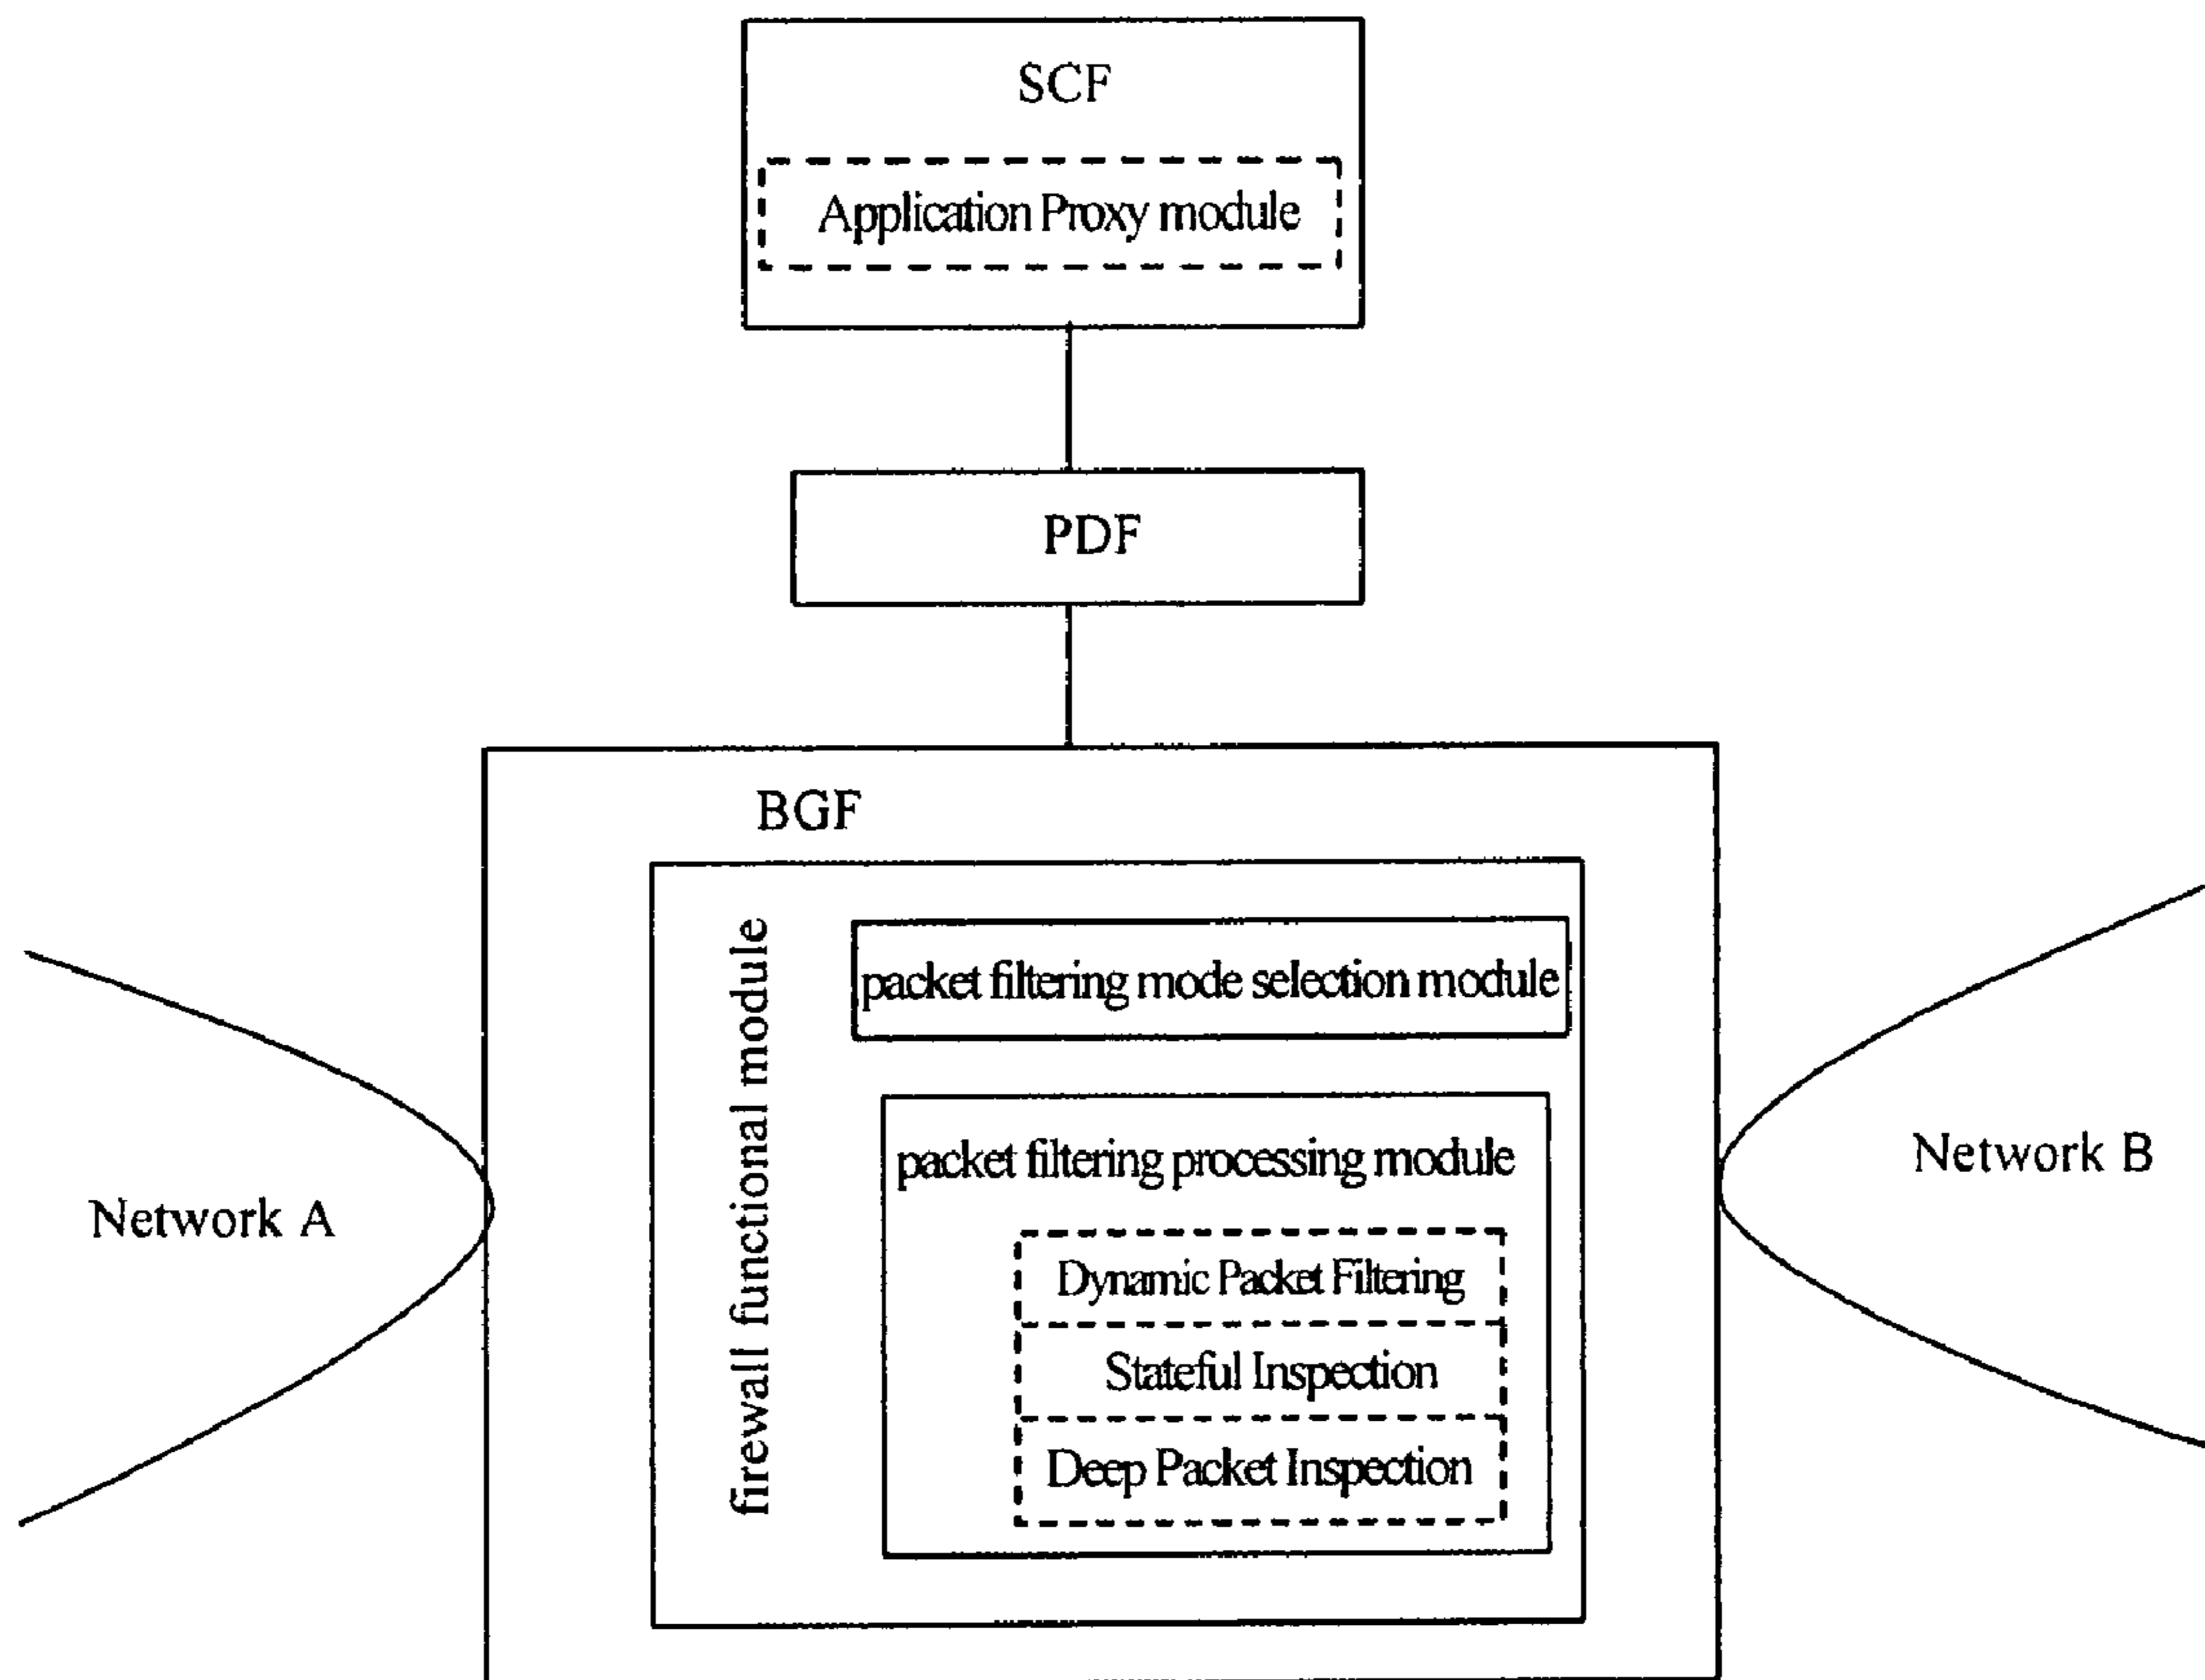 SCF
Application Proxy module
PDF
BGF
firewall functional module
packet filtering mode selection module
packet filtering processing module
Dynamic Packet Filtering
Stateful Inspection
Deep Packet Inspection
Network A
Network B